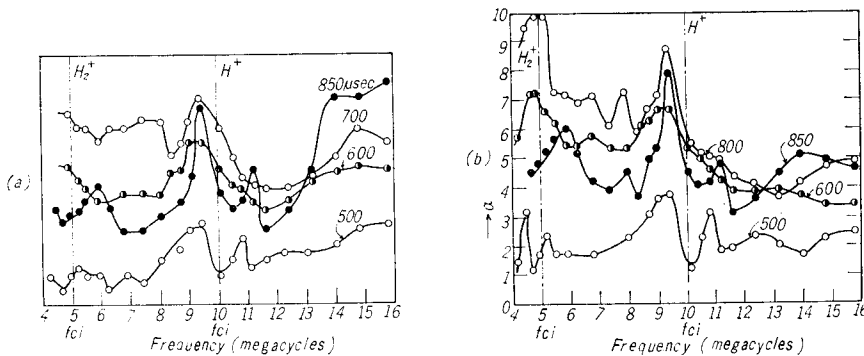 (a)
H₂⁺
H⁺
850μsec
700
600
500
4 5 6 7 8 9 10 11 12 13 14 15 16
fci
fci
Frequency (megacycles)
(b)
→ α
10
9
8
7
6
5
4
3
2
1
0
H₂⁺
H⁺
800
850
600
500
4 5 6 7 8 9 10 11 12 13 14 15 16
fci
fci
Frequency (megacycles)